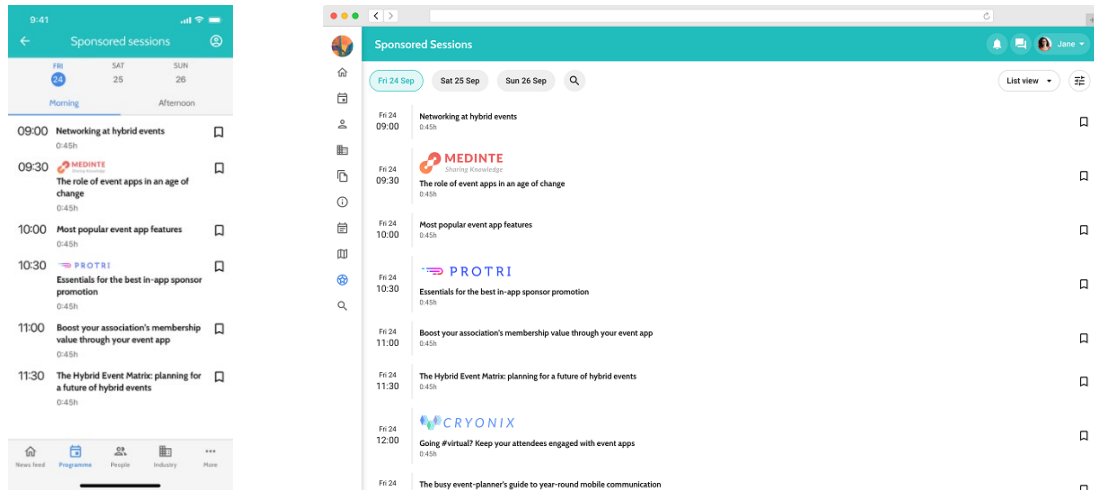 9:41
Sponsored sessions
FRI SAT SUN
24 25 26
Morning Afternoon
09:00 Networking at hybrid events
0:45h
09:30 MEDINTE
Sharing Knowledge
The role of event apps in an age of
change
0:45h
10:00 Most popular event app features
0:45h
10:30 PROTRI
Essentials for the best in-app sponsor
promotion
0:45h
11:00 Boost your association's membership
value through your event app
0:45h
11:30 The Hybrid Event Matrix: planning for
a future of hybrid events
0:45h
News feed Programme People Industry More
Sponsored Sessions
Jane
Fri 24 Sep Sat 25 Sep Sun 26 Sep
List view
Fri 24
09:00
Networking at hybrid events
0:45h
MEDINTE
Sharing Knowledge
Fri 24
09:30
The role of event apps in an age of change
0:45h
Fri 24
10:00
Most popular event app features
0:45h
PROTRI
Fri 24
10:30
Essentials for the best in-app sponsor promotion
0:45h
Fri 24
11:00
Boost your association's membership value through your event app
0:45h
Fri 24
11:30
The Hybrid Event Matrix: planning for a future of hybrid events
0:45h
CRYONIX
Fri 24
12:00
Going #virtual? Keep your attendees engaged with event apps
0:45h
Fri 24
The busy event-planner's guide to year-round mobile communication